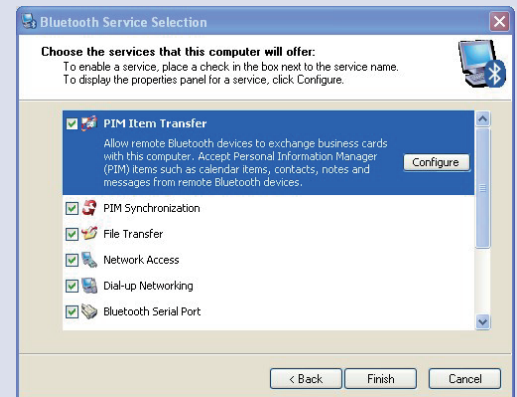 Bluetooth Service Selection
Choose the services that this computer will offer:
To enable a service, place a check in the box next to the service name.
To display the properties panel for a service, click Configure.
PIM Item Transfer
Allow remote Bluetooth devices to exchange business cards
with this computer. Accept Personal Information Manager
(PIM) items such as calendar items, contacts, notes and
messages from remote Bluetooth devices.
Configure
PIM Synchronization
File Transfer
Network Access
Dial-up Networking
Bluetooth Serial Port
< Back Finish Cancel